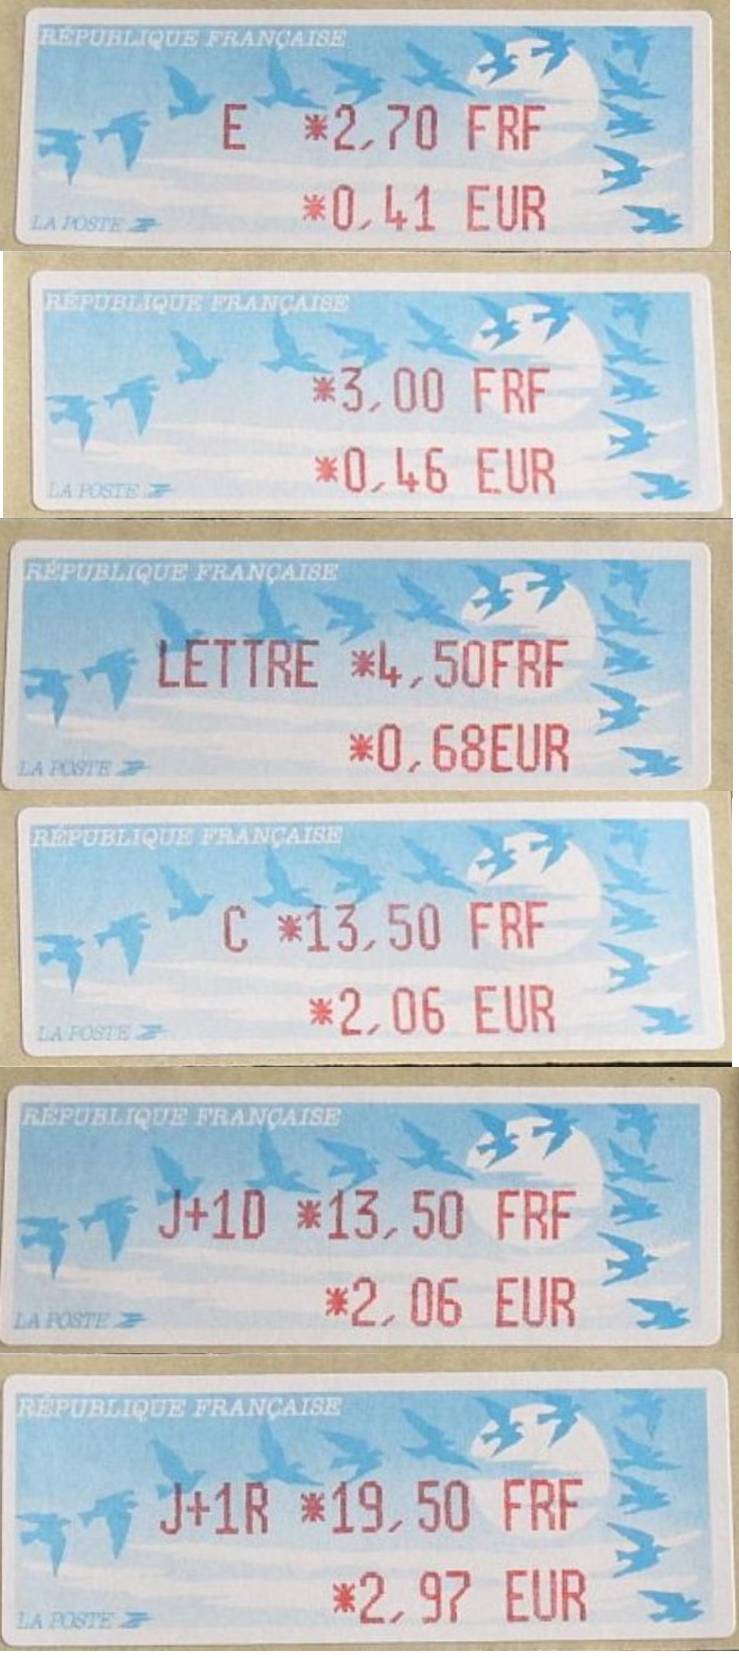 RÉPUBLIQUE FRANÇAISE
E *2,70 FRF
*0,41 EUR
LA POSTE
RÉPUBLIQUE FRANÇAISE
*3,00 FRF
*0,46 EUR
LA POSTE
RÉPUBLIQUE FRANÇAISE
LETTRE *4,50FRF
*0,68EUR
LA POSTE
RÉPUBLIQUE FRANÇAISE
C *13,50 FRF
*2,06 EUR
LA POSTE
RÉPUBLIQUE FRANÇAISE
J+1D *13,50 FRF
*2,06 EUR
LA POSTE
RÉPUBLIQUE FRANÇAISE
J+1R *19,50 FRF
*2,97 EUR
LA POSTE